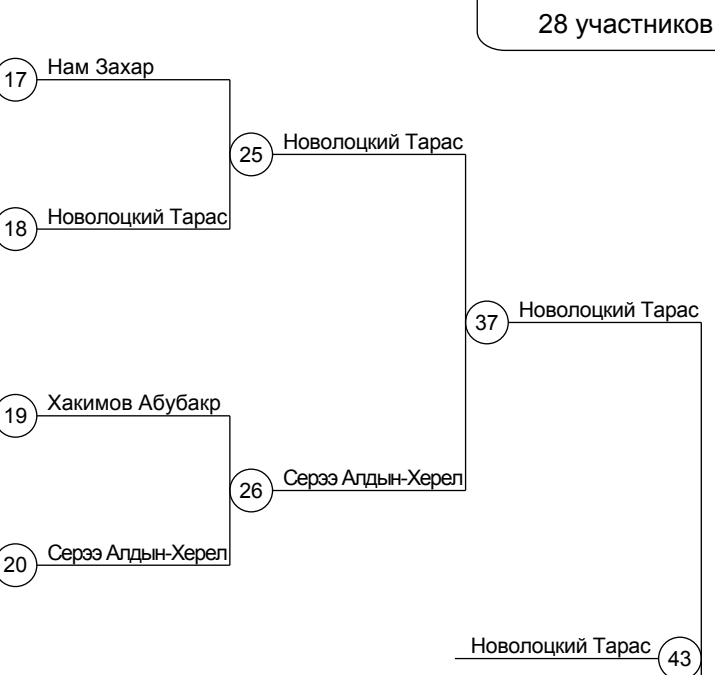 28 участников
17 Нам Захар
25 Новолоцкий Тарас
18 Новолоцкий Тарас
37 Новолоцкий Тарас
19 Хакимов Абубакр
26 Серээ Алдын-Херел
20 Серээ Алдын-Херел
Новолоцкий Тарас 43